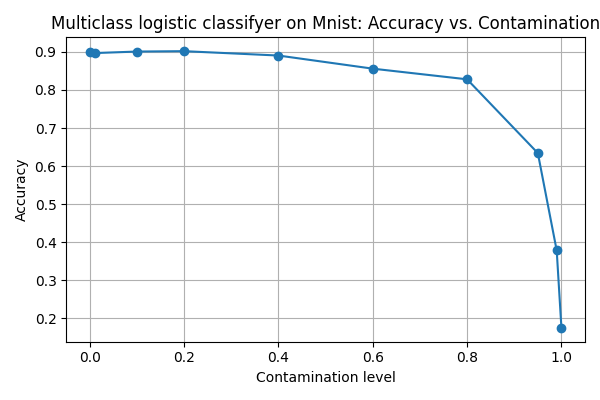 Multiclass logistic classifyer on Mnist: Accuracy vs. Contamination
0.9
0.8
0.7
0.6
0.5
0.4
0.3
0.2
Accuracy
0.0 0.2 0.4 0.6 0.8 1.0
Contamination level